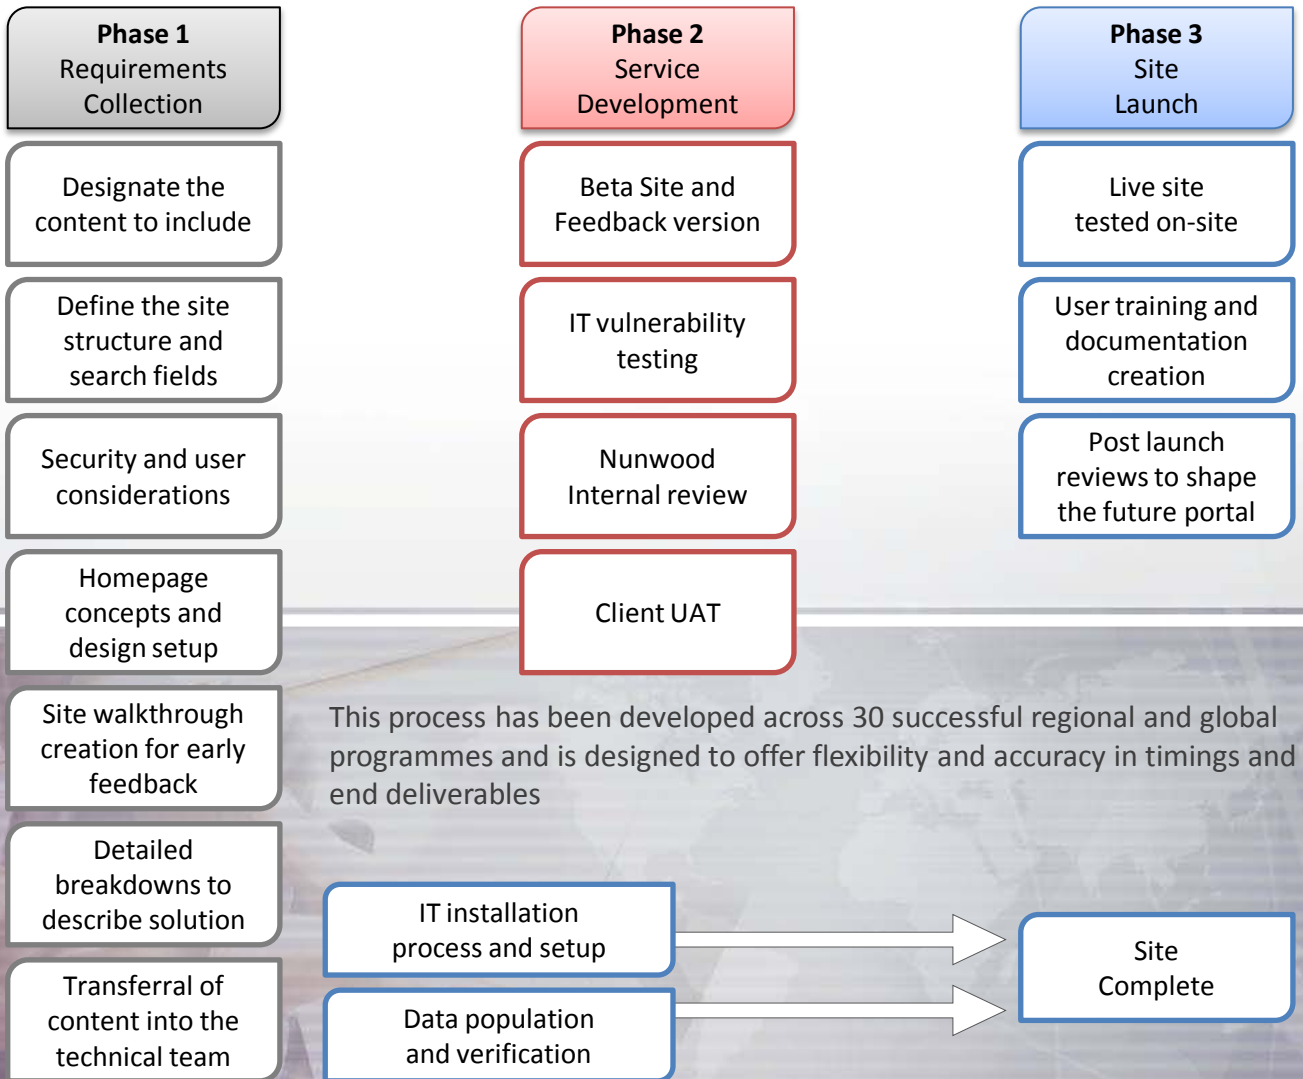 Phase 1
Requirements
Collection
Designate the
content to include
Define the site
structure and
search fields
Security and user
considerations
Homepage
concepts and
design setup
Site walkthrough
creation for early
feedback
Detailed
breakdowns to
describe solution
Transferral of
content into the
technical team
Phase 2
Service
Development
Beta Site and
Feedback version
IT vulnerability
testing
Nunwood
Internal review
Client UAT
Phase 3
Site
Launch
Live site
tested on-site
User training and
documentation
creation
Post launch
reviews to shape
the future portal
This process has been developed across 30 successful regional and global
programmes and is designed to offer flexibility and accuracy in timings and
end deliverables
IT installation
process and setup
Data population
and verification
Site
Complete